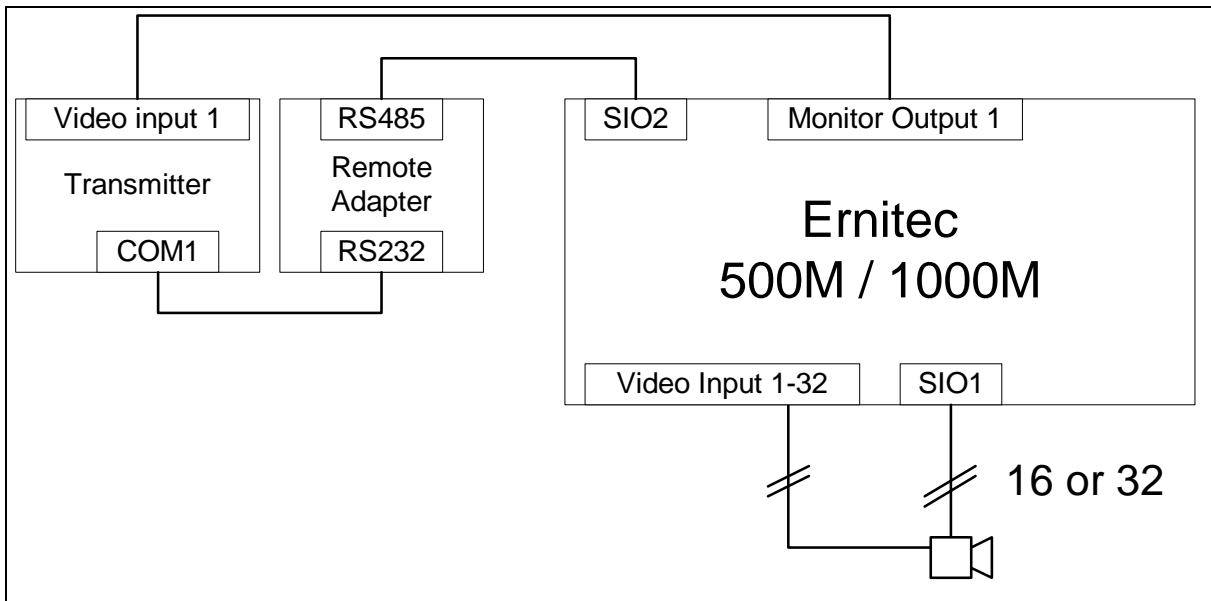 Video input 1
Transmitter
COM1
RS485
Remote
Adapter
RS232
SIO2
Monitor Output 1
Ernitec
500M / 1000M
Video Input 1-32
SIO1
16 or 32